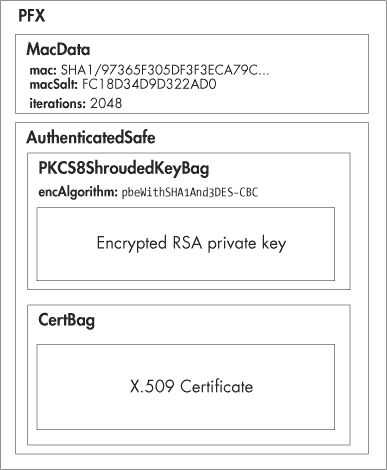 PFX
MacData
mac: SHA1/97365F305DF3F3ECA79C...
macSalt: FC18D34D9D322AD0
iterations: 2048
AuthenticatedSafe
PKCS8ShroudedKeyBag
encAlgorithm: pbeWithSHA1And3DES-CBC
Encrypted RSA private key
CertBag
X.509 Certificate